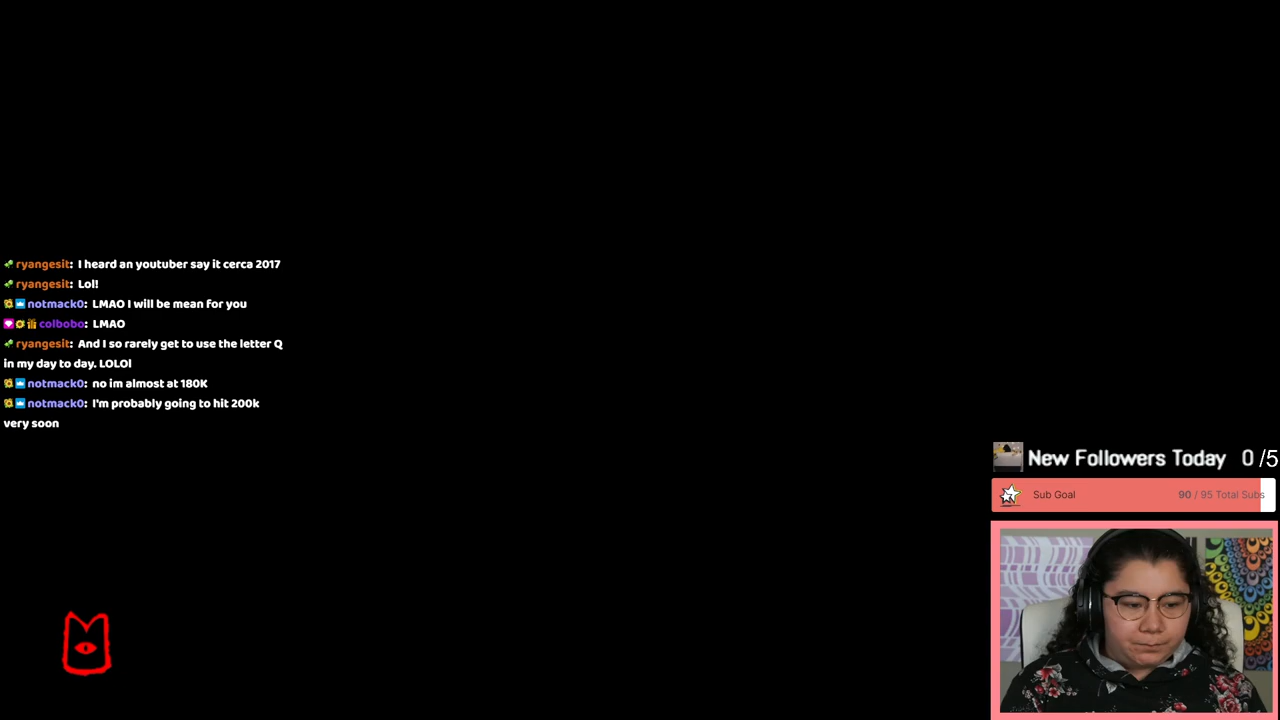 ryangesit: I heard an youtuber say it cerca 2017
ryangesit: Lol!
notmack0: LMAO I will be mean for you
colbobo: LMAO
ryangesit: And I so rarely get to use the letter Q
in my day to day. LOLOl
notmack0: no im almost at 180K
notmack0: I'm probably going to hit 200k
very soon
New Followers Today 0 /5
Sub Goal 90 / 95 Total Subs